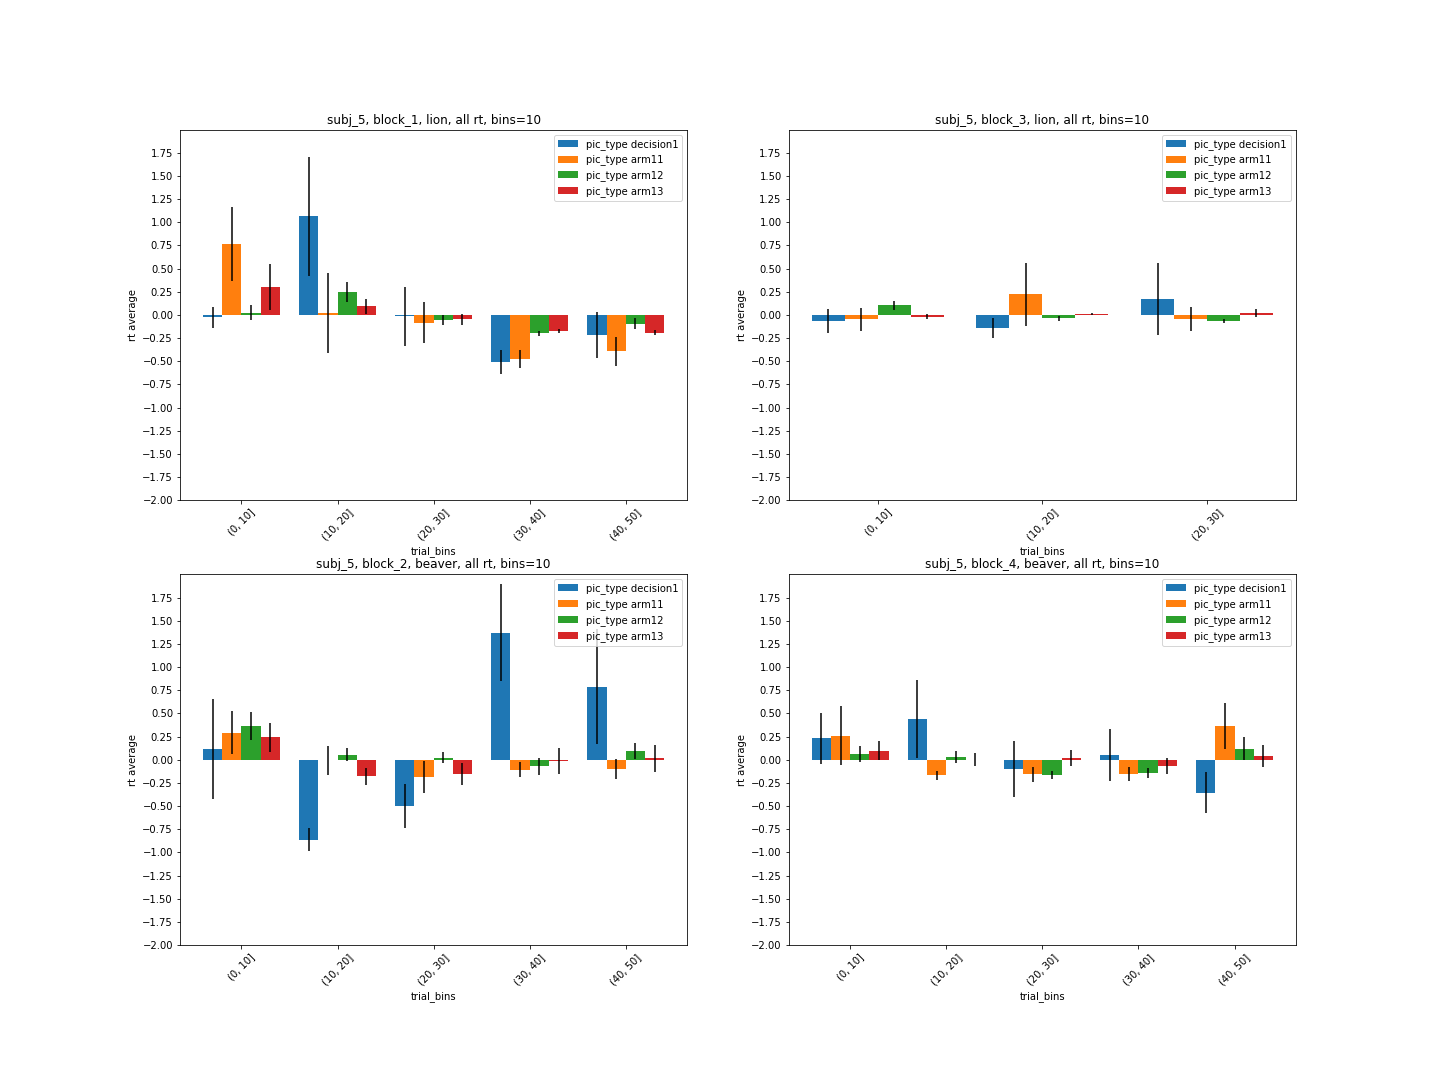 subj_5, block_1, lion, all rt, bins=10
pic_type decision1
pic_type arm11
pic_type arm12
pic_type arm13
rt average
1.75
1.50
1.25
1.00
0.75
0.50
0.25
0.00
−0.25
−0.50
−0.75
−1.00
−1.25
−1.50
−1.75
−2.00
(0, 10]
(10, 20]
(20, 30]
(30, 40]
(40, 50]
trial_bins
subj_5, block_3, lion, all rt, bins=10
pic_type decision1
pic_type arm11
pic_type arm12
pic_type arm13
rt average
1.75
1.50
1.25
1.00
0.75
0.50
0.25
0.00
−0.25
−0.50
−0.75
−1.00
−1.25
−1.50
−1.75
−2.00
(0, 10]
(10, 20]
(20, 30]
trial_bins
subj_5, block_2, beaver, all rt, bins=10
pic_type decision1
pic_type arm11
pic_type arm12
pic_type arm13
rt average
1.75
1.50
1.25
1.00
0.75
0.50
0.25
0.00
−0.25
−0.50
−0.75
−1.00
−1.25
−1.50
−1.75
−2.00
(0, 10]
(10, 20]
(20, 30]
(30, 40]
(40, 50]
trial_bins
subj_5, block_4, beaver, all rt, bins=10
pic_type decision1
pic_type arm11
pic_type arm12
pic_type arm13
rt average
1.75
1.50
1.25
1.00
0.75
0.50
0.25
0.00
−0.25
−0.50
−0.75
−1.00
−1.25
−1.50
−1.75
−2.00
(0, 10]
(10, 20]
(20, 30]
(30, 40]
(40, 50]
trial_bins